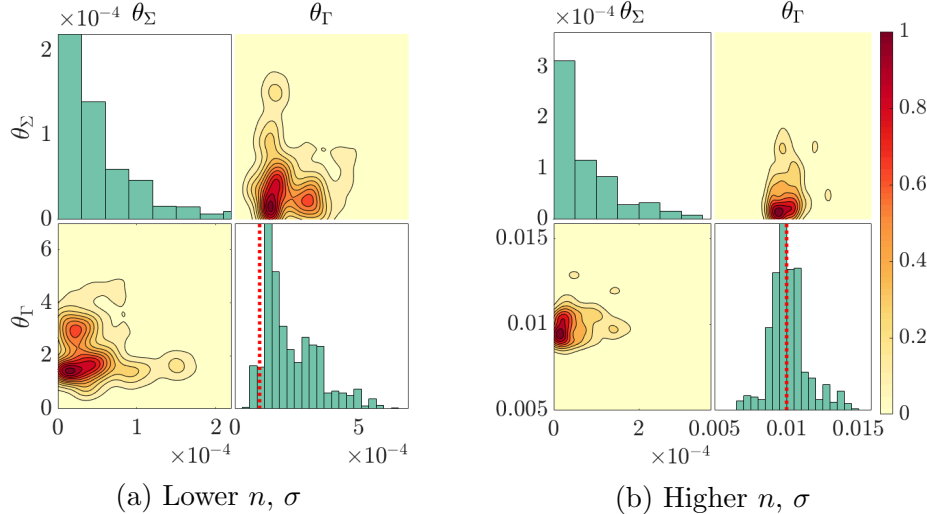 ×10⁻⁴ θ_Σ θ_Γ ×10⁻⁴ θ_Σ θ_Γ
2 1 0 θ_Σ
3 2 1 0 θ_Σ
1 0.8 0.6 0.4 0.2 0
6 4 2 0 θ_Γ
0.015 0.01 0.005 θ_Γ
0 1 2 0 5
×10⁻⁴ ×10⁻⁴
0 2 0.005 0.01 0.015
×10⁻⁴
(a) Lower n, σ
(b) Higher n, σ